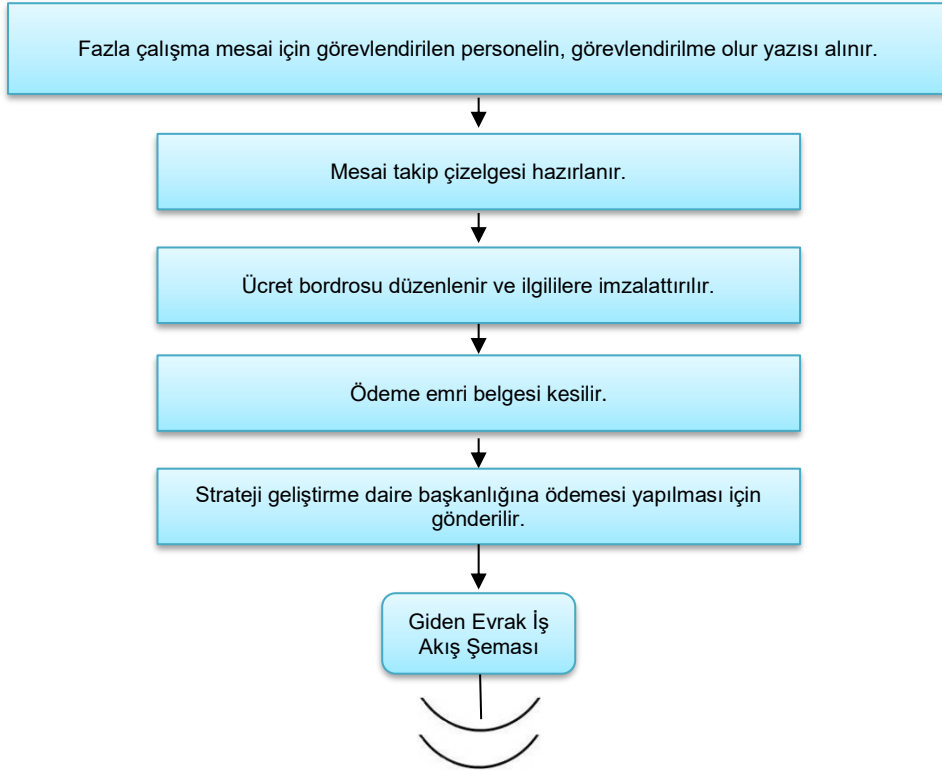 Fazla çalışma mesai için görevlendirilen personelin, görevlendirilme olur yazısı alınır.
Mesai takip çizelgesi hazırlanır.
Ücret bordrosu düzenlenir ve ilgililere imzalattırılır.
Ödeme emri belgesi kesilir.
Strateji geliştirme daire başkanlığına ödemesi yapılması için
gönderilir.
Giden Evrak İş
Akış Şeması